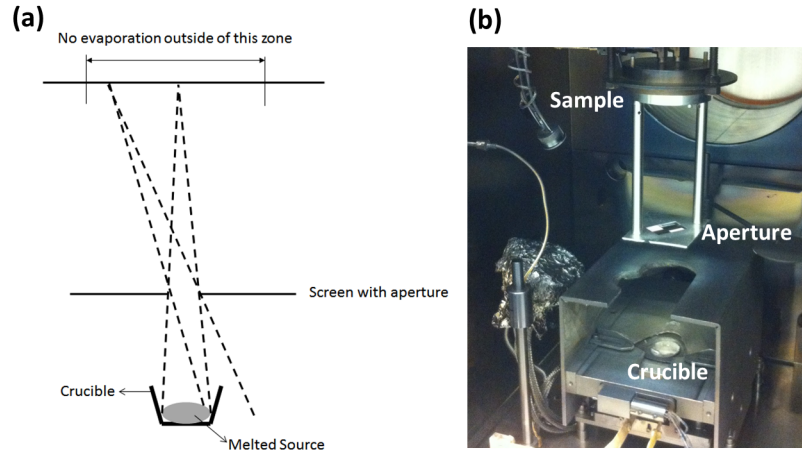 (a)
No evaporation outside of this zone
Screen with aperture
Crucible
Melted Source
(b)
Sample
Aperture
Crucible